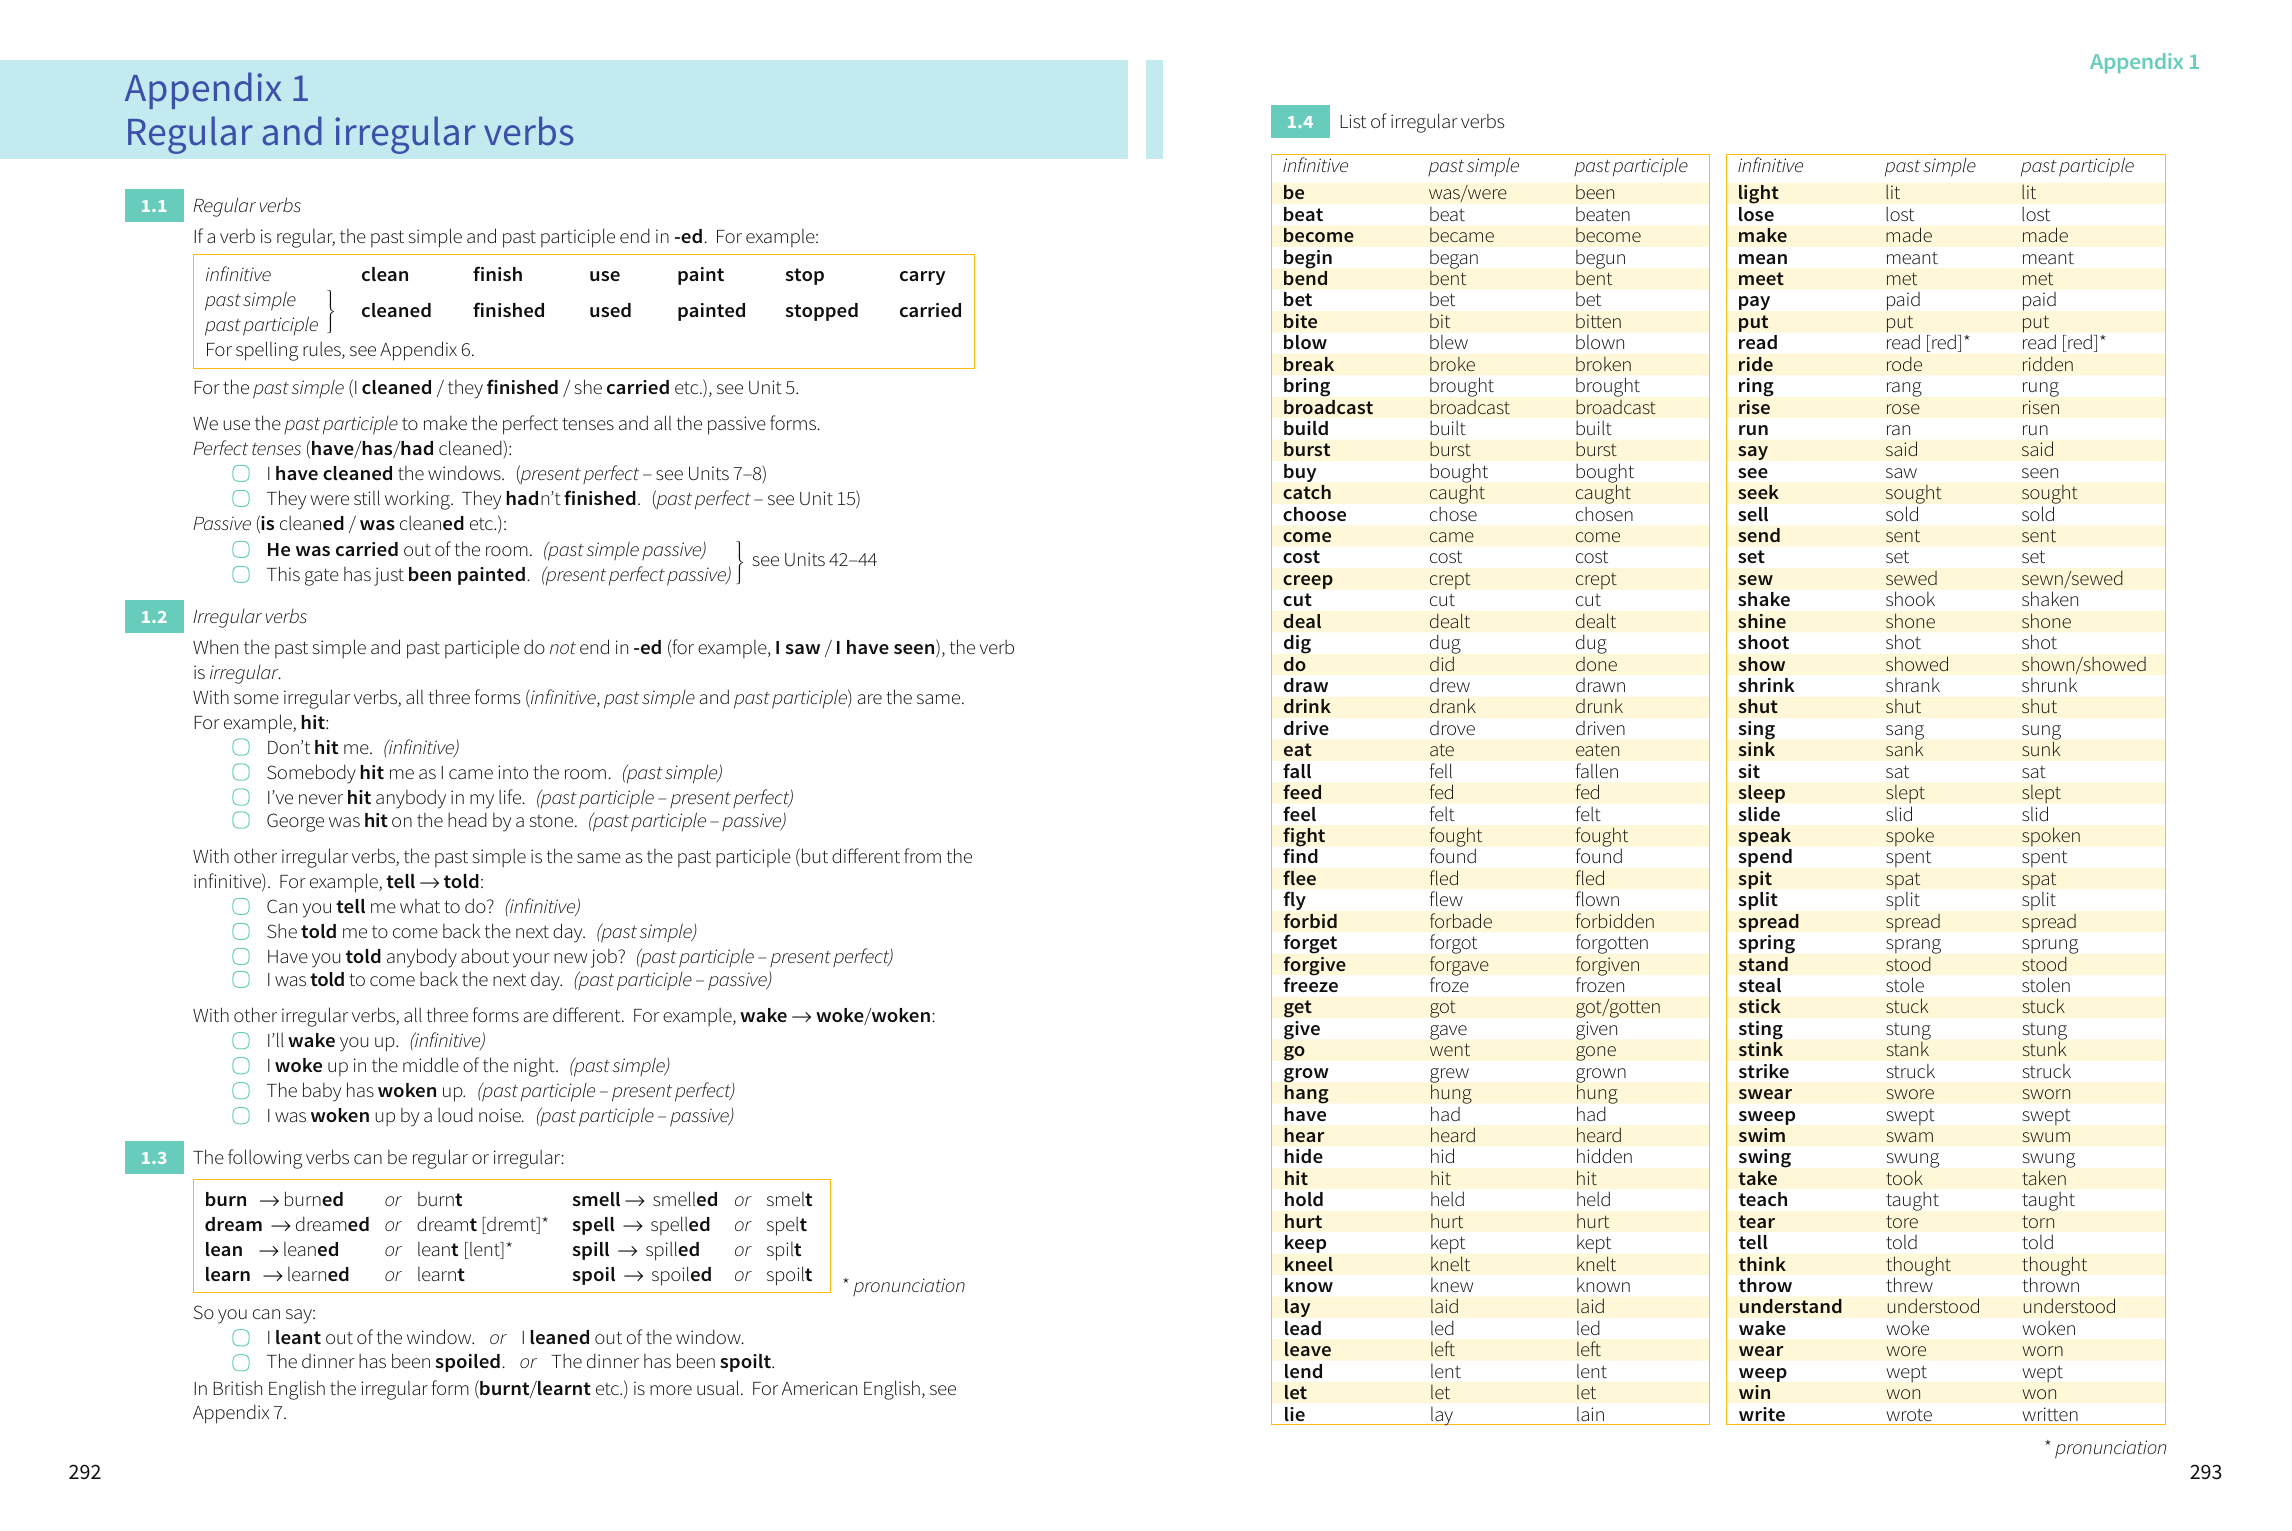 Appendix 1
Regular and irregular verbs
1.1 Regular verbs
If a verb is regular, the past simple and past participle end in -ed. For example:
infinitive clean finish use paint stop carry
past simple
past participle } cleaned finished used painted stopped carried
For spelling rules, see Appendix 6.
For the past simple (I cleaned / they finished / she carried etc.), see Unit 5.
We use the past participle to make the perfect tenses and all the passive forms.
Perfect tenses (have/has/had cleaned):
I have cleaned the windows. (present perfect – see Units 7–8)
They were still working. They hadn’t finished. (past perfect – see Unit 15)
Passive (is cleaned / was cleaned etc.):
He was carried out of the room. (past simple passive)
This gate has just been painted. (present perfect passive) } see Units 42–44
1.2 Irregular verbs
When the past simple and past participle do not end in -ed (for example, I saw / I have seen), the verb
is irregular.
With some irregular verbs, all three forms (infinitive, past simple and past participle) are the same.
For example, hit:
Don’t hit me. (infinitive)
Somebody hit me as I came into the room. (past simple)
I’ve never hit anybody in my life. (past participle – present perfect)
George was hit on the head by a stone. (past participle – passive)
With other irregular verbs, the past simple is the same as the past participle (but different from the
infinitive). For example, tell → told:
Can you tell me what to do? (infinitive)
She told me to come back the next day. (past simple)
Have you told anybody about your new job? (past participle – present perfect)
I was told to come back the next day. (past participle – passive)
With other irregular verbs, all three forms are different. For example, wake → woke/woken:
I’ll wake you up. (infinitive)
I woke up in the middle of the night. (past simple)
The baby has woken up. (past participle – present perfect)
I was woken up by a loud noise. (past participle – passive)
1.3 The following verbs can be regular or irregular:
burn → burned or burnt smell → smelled or smelt
dream → dreamed or dreamt [dremt]* spell → spelled or spelt
lean → leaned or leant [lent]* spill → spilled or spilt
learn → learned or learnt spoil → spoiled or spoilt
* pronunciation
So you can say:
I leant out of the window. or I leaned out of the window.
The dinner has been spoiled. or The dinner has been spoilt.
In British English the irregular form (burnt/learnt etc.) is more usual. For American English, see
Appendix 7.
292
Appendix 1
1.4 List of irregular verbs
infinitive past simple past participle
be was/were been
beat beat beaten
become became become
begin began begun
bend bent bent
bet bet bet
bite bit bitten
blow blew blown
break broke broken
bring brought brought
broadcast broadcast broadcast
build built built
burst burst burst
buy bought bought
catch caught caught
choose chose chosen
come came come
cost cost cost
creep crept crept
cut cut cut
deal dealt dealt
dig dug dug
do did done
draw drew drawn
drink drank drunk
drive drove driven
eat ate eaten
fall fell fallen
feed fed fed
feel felt felt
fight fought fought
find found found
flee fled fled
fly flew flown
forbid forbade forbidden
forget forgot forgotten
forgive forgave forgiven
freeze froze frozen
get got got/gotten
give gave given
go went gone
grow grew grown
hang hung hung
have had had
hear heard heard
hide hid hidden
hit hit hit
hold held held
hurt hurt hurt
keep kept kept
kneel knelt knelt
know knew known
lay laid laid
lead led led
leave left left
lend lent lent
let let let
lie lay lain
infinitive past simple past participle
light lit lit
lose lost lost
make made made
mean meant meant
meet met met
pay paid paid
put put put
read read [red]* read [red]*
ride rode ridden
ring rang rung
rise rose risen
run ran run
say said said
see saw seen
seek sought sought
sell sold sold
send sent sent
set set set
sew sewed sewn/sewed
shake shook shaken
shine shone shone
shoot shot shot
show showed shown/showed
shrink shrank shrunk
shut shut shut
sing sang sung
sink sank sunk
sit sat sat
sleep slept slept
slide slid slid
speak spoke spoken
spend spent spent
spit spat spat
split split split
spread spread spread
spring sprang sprung
stand stood stood
steal stole stolen
stick stuck stuck
sting stung stung
stink stank stunk
strike struck struck
swear swore sworn
sweep swept swept
swim swam swum
swing swung swung
take took taken
teach taught taught
tear tore torn
tell told told
think thought thought
throw threw thrown
understand understood understood
wake woke woken
wear wore worn
weep wept wept
win won won
write wrote written
* pronunciation
293